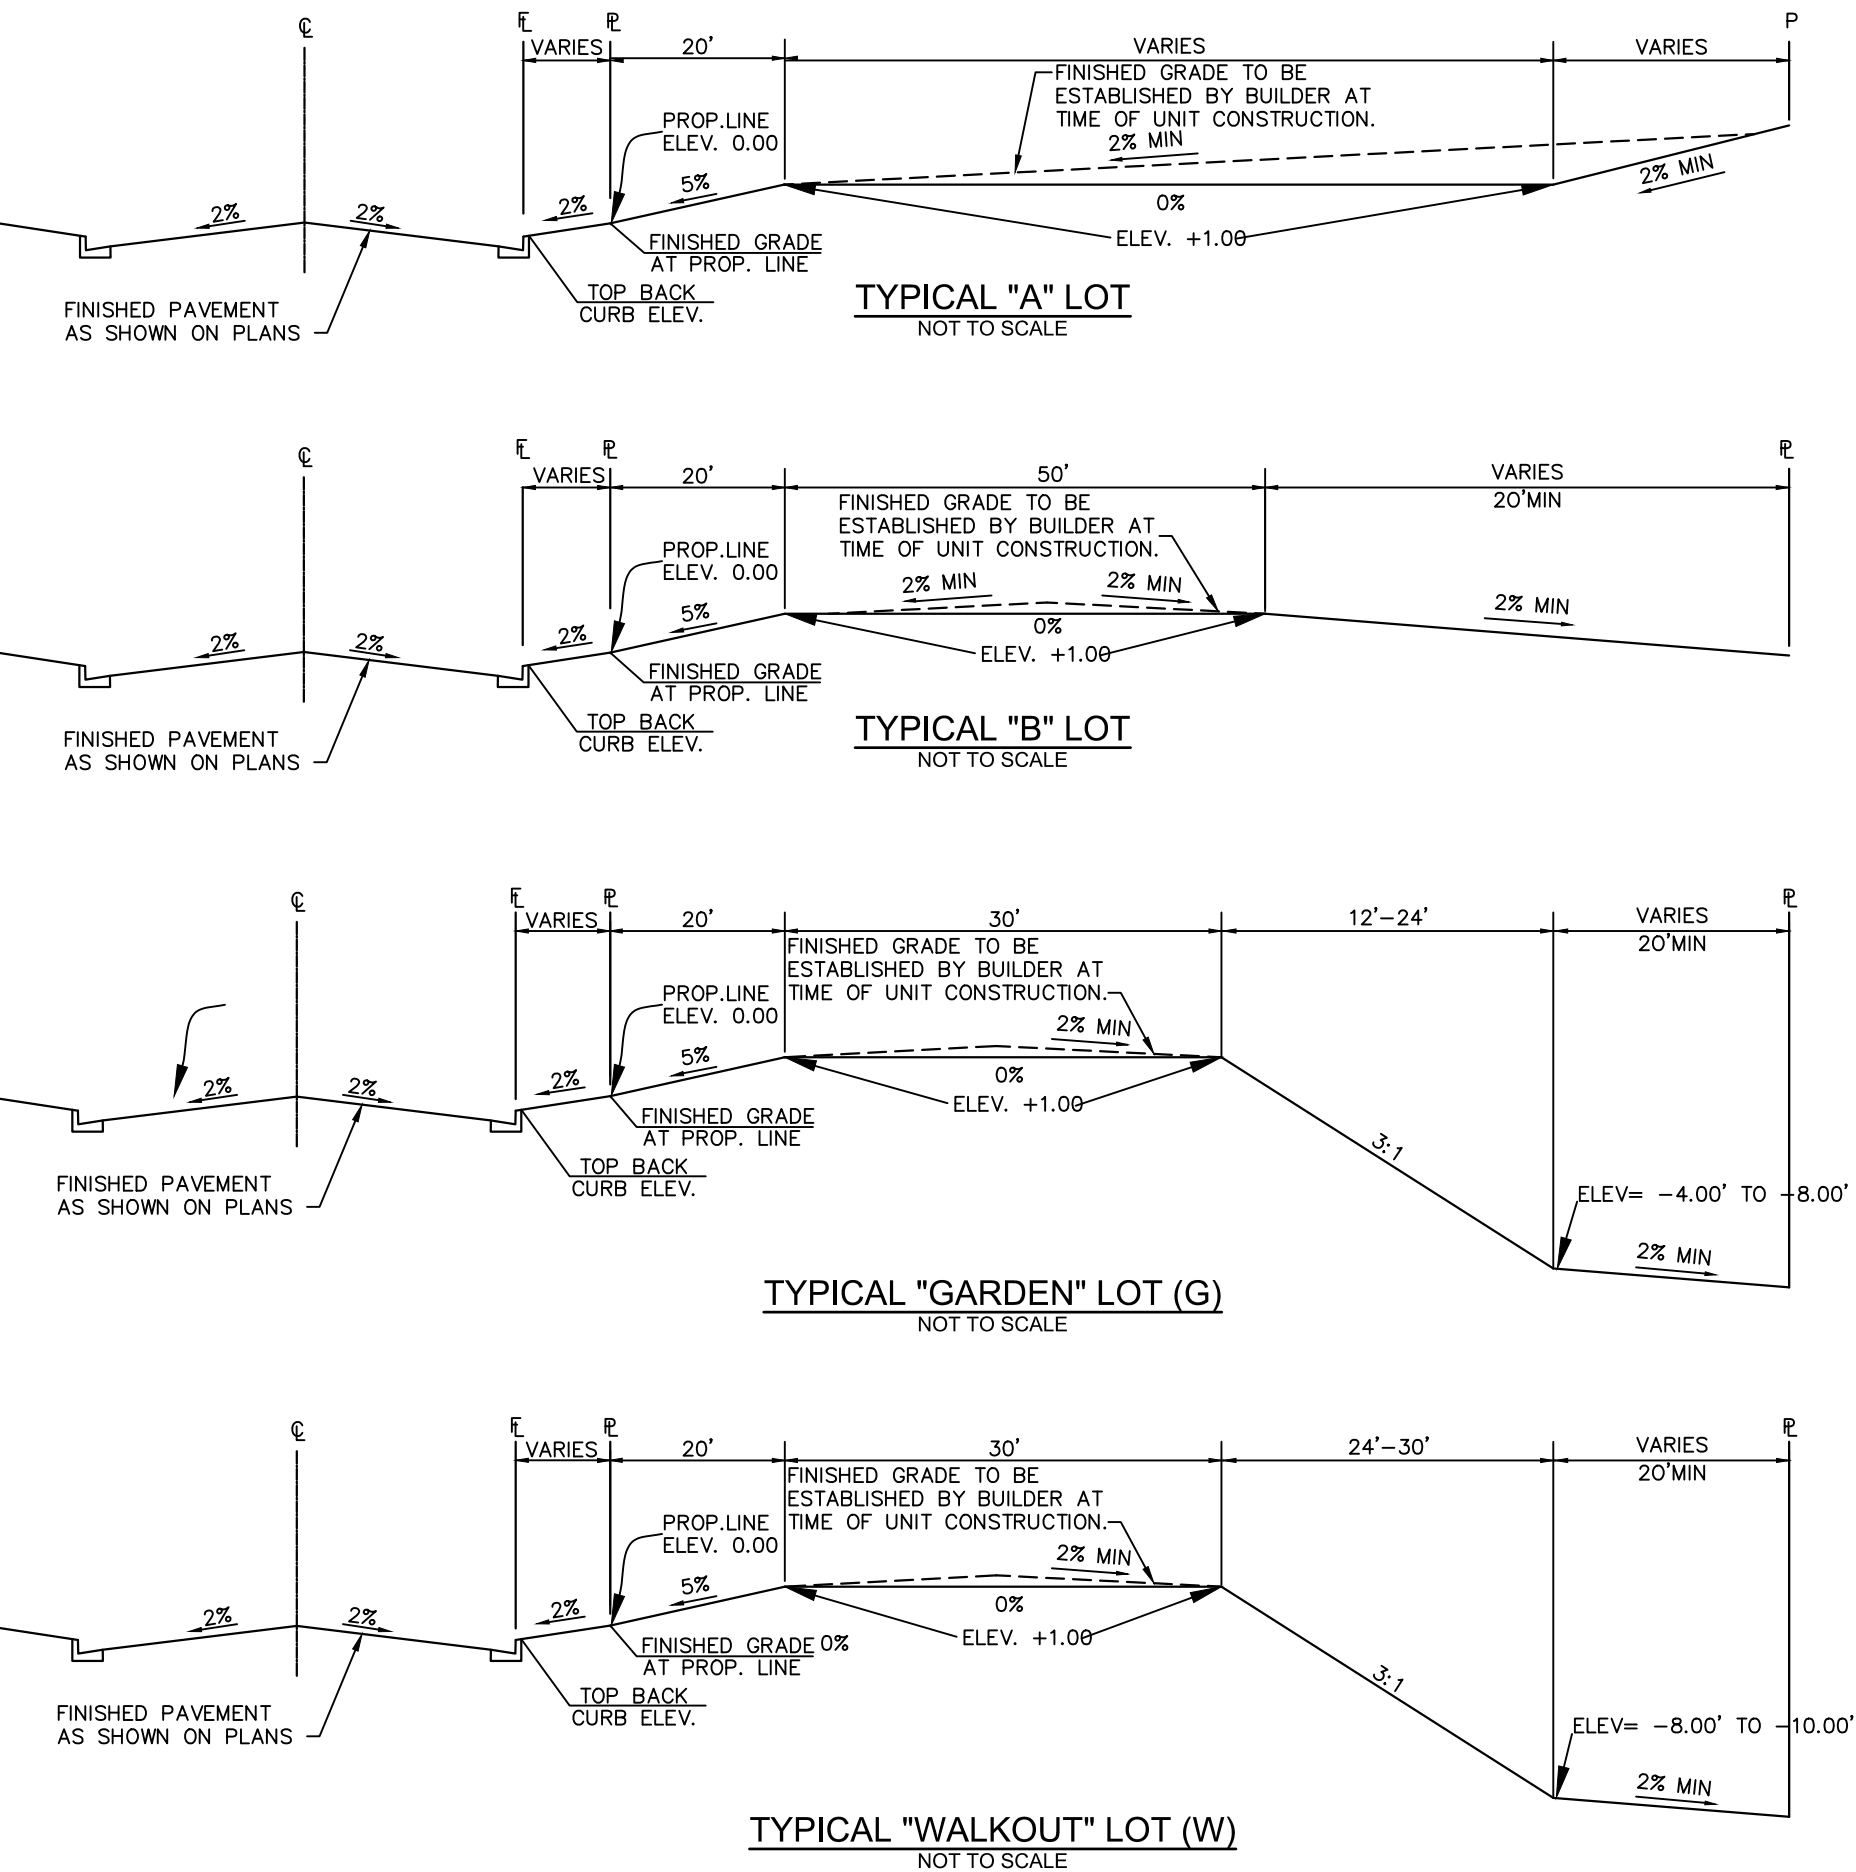 ℄ FL PL P
VARIES 20' VARIES VARIES
FINISHED GRADE TO BE
ESTABLISHED BY BUILDER AT
TIME OF UNIT CONSTRUCTION.
PROP.LINE
ELEV. 0.00
2% MIN
2% MIN
2% 2% 2% 5% 0%
ELEV. +1.00
FINISHED GRADE
AT PROP. LINE
TOP BACK
CURB ELEV.
FINISHED PAVEMENT
AS SHOWN ON PLANS
TYPICAL "A" LOT
NOT TO SCALE
℄ FL PL PL
VARIES 20' 50' VARIES
20'MIN
FINISHED GRADE TO BE
ESTABLISHED BY BUILDER AT
TIME OF UNIT CONSTRUCTION.
PROP.LINE
ELEV. 0.00
2% MIN 2% MIN 2% MIN
2% 2% 2% 5% 0%
ELEV. +1.00
FINISHED GRADE
AT PROP. LINE
TOP BACK
CURB ELEV.
FINISHED PAVEMENT
AS SHOWN ON PLANS
TYPICAL "B" LOT
NOT TO SCALE
℄ FL PL PL
VARIES 20' 30' 12'-24' VARIES
20'MIN
FINISHED GRADE TO BE
ESTABLISHED BY BUILDER AT
TIME OF UNIT CONSTRUCTION.
PROP.LINE
ELEV. 0.00
2% MIN
2% 2% 2% 5% 0%
ELEV. +1.00
FINISHED GRADE
AT PROP. LINE
TOP BACK
CURB ELEV.
3:1
FINISHED PAVEMENT
AS SHOWN ON PLANS
ELEV= -4.00' TO -8.00'
2% MIN
TYPICAL "GARDEN" LOT (G)
NOT TO SCALE
℄ FL PL PL
VARIES 20' 30' 24'-30' VARIES
20'MIN
FINISHED GRADE TO BE
ESTABLISHED BY BUILDER AT
TIME OF UNIT CONSTRUCTION.
PROP.LINE
ELEV. 0.00
2% MIN
2% 2% 2% 5% 0%
ELEV. +1.00
FINISHED GRADE 0%
AT PROP. LINE
TOP BACK
CURB ELEV.
3:1
FINISHED PAVEMENT
AS SHOWN ON PLANS
ELEV= -8.00' TO -10.00'
2% MIN
TYPICAL "WALKOUT" LOT (W)
NOT TO SCALE